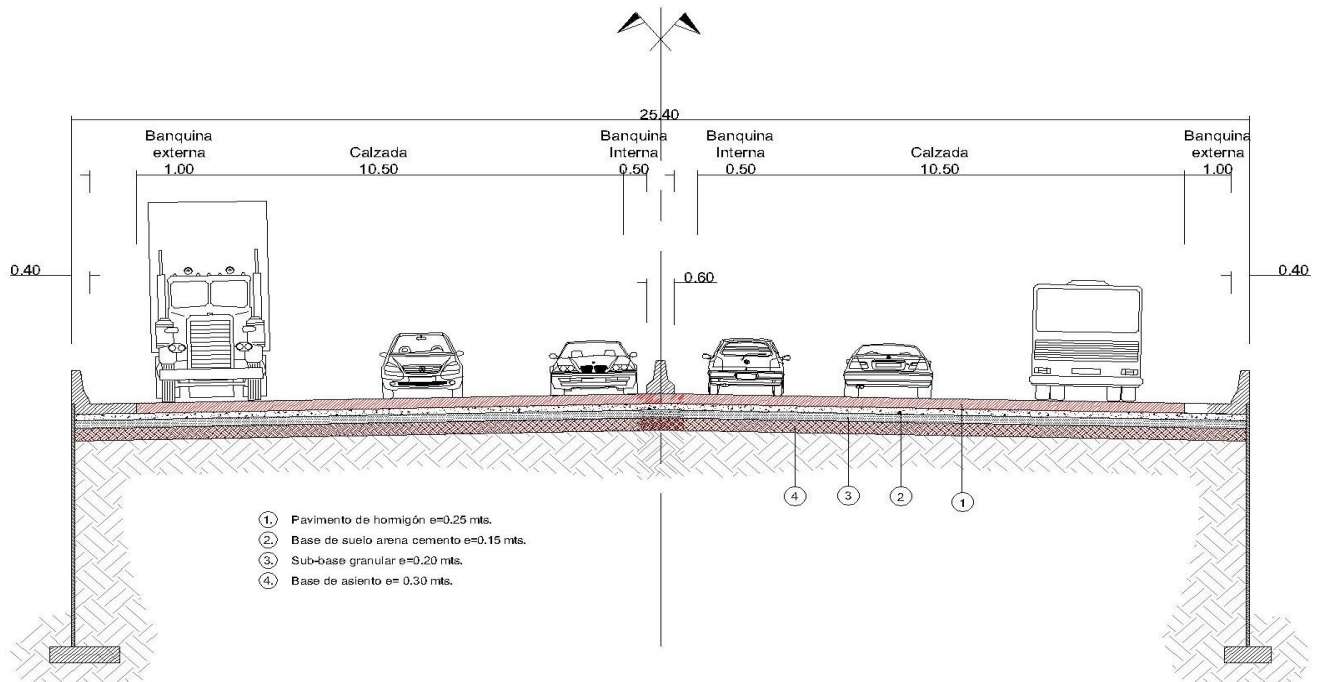 25.40
Banquina
externa
1.00
Calzada
10.50
Banquina
Interna
0.50
Banquina
Interna
0.50
Calzada
10.50
Banquina
externa
1.00
0.40
0.60
0.40
4
3
2
1
1. Pavimento de hormigón e=0.25 mts.
2. Base de suelo arena cemento e=0.15 mts.
3. Sub-base granular e=0.20 mts.
4. Base de asiento e= 0.30 mts.